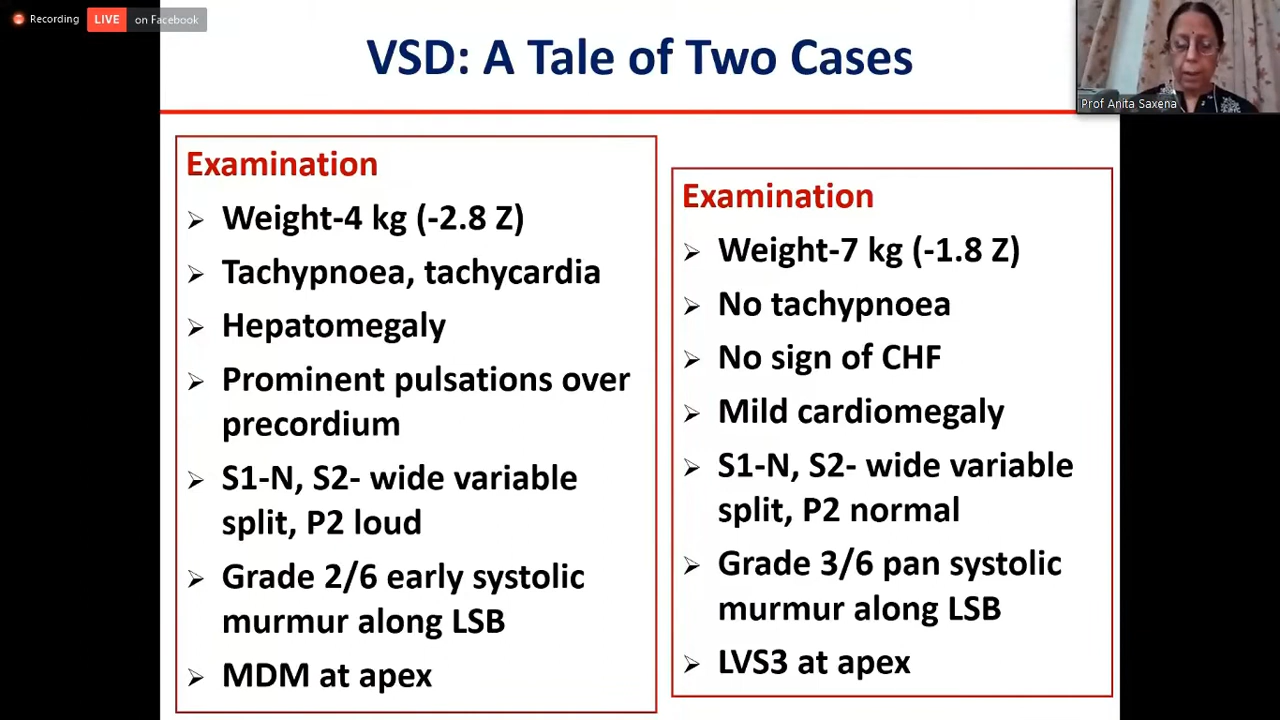 Recording
LIVE on Facebook
VSD: A Tale of Two Cases
Prof Anita Saxena
Examination
Weight-4 kg (-2.8 Z)
Tachypnoea, tachycardia
Hepatomegaly
Prominent pulsations over
precordium
S1-N, S2- wide variable
split, P2 loud
Grade 2/6 early systolic
murmur along LSB
MDM at apex
Examination
Weight-7 kg (-1.8 Z)
No tachypnoea
No sign of CHF
Mild cardiomegaly
S1-N, S2- wide variable
split, P2 normal
Grade 3/6 pan systolic
murmur along LSB
LVS3 at apex